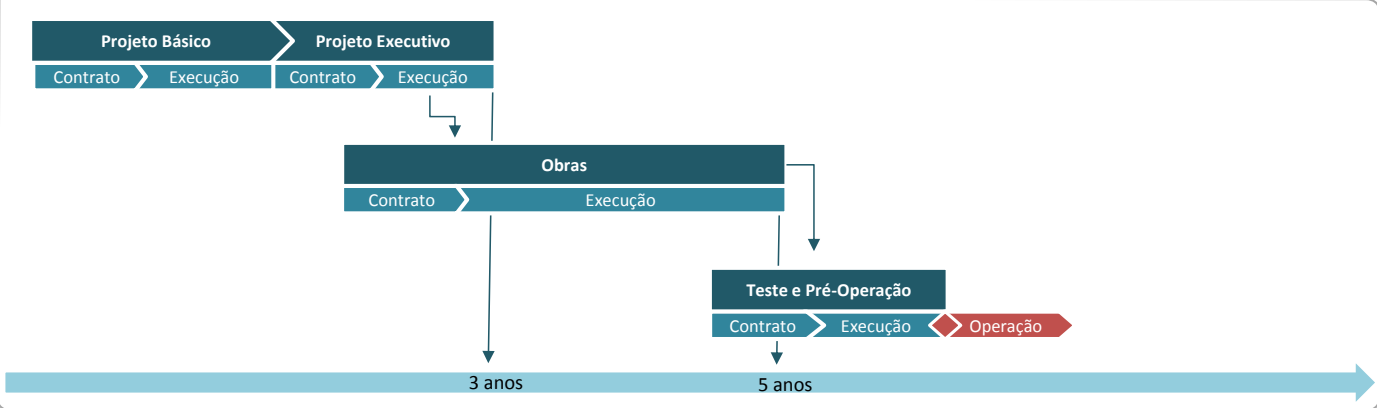 Projeto Básico
Projeto Executivo
Contrato
Execução
Contrato
Execução
Obras
Contrato
Execução
Teste e Pré-Operação
Contrato
Execução
Operação
3 anos
5 anos